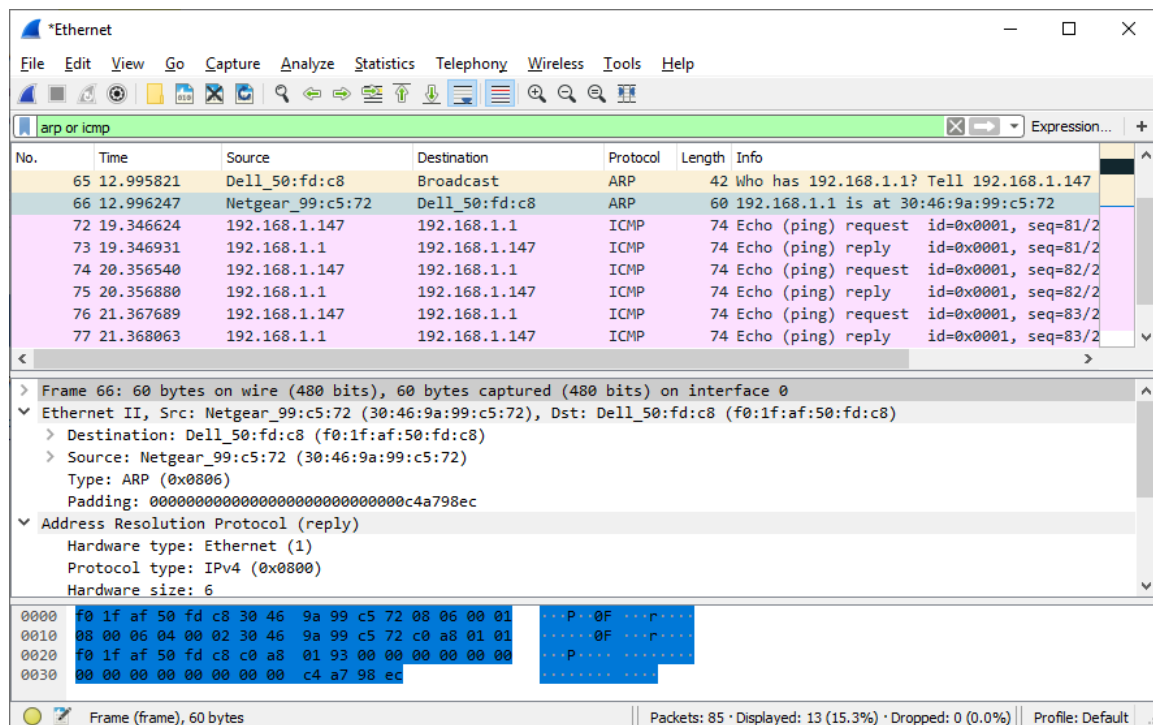 *Ethernet
File Edit View Go Capture Analyze Statistics Telephony Wireless Tools Help
arp or icmp Expression... +
No. Time Source Destination Protocol Length Info
65 12.995821 Dell_50:fd:c8 Broadcast ARP 42 Who has 192.168.1.1? Tell 192.168.1.147
66 12.996247 Netgear_99:c5:72 Dell_50:fd:c8 ARP 60 192.168.1.1 is at 30:46:9a:99:c5:72
72 19.346624 192.168.1.147 192.168.1.1 ICMP 74 Echo (ping) request id=0x0001, seq=81/2
73 19.346931 192.168.1.1 192.168.1.147 ICMP 74 Echo (ping) reply id=0x0001, seq=81/2
74 20.356540 192.168.1.147 192.168.1.1 ICMP 74 Echo (ping) request id=0x0001, seq=82/2
75 20.356880 192.168.1.1 192.168.1.147 ICMP 74 Echo (ping) reply id=0x0001, seq=82/2
76 21.367689 192.168.1.147 192.168.1.1 ICMP 74 Echo (ping) request id=0x0001, seq=83/2
77 21.368063 192.168.1.1 192.168.1.147 ICMP 74 Echo (ping) reply id=0x0001, seq=83/2
Frame 66: 60 bytes on wire (480 bits), 60 bytes captured (480 bits) on interface 0
Ethernet II, Src: Netgear_99:c5:72 (30:46:9a:99:c5:72), Dst: Dell_50:fd:c8 (f0:1f:af:50:fd:c8)
Destination: Dell_50:fd:c8 (f0:1f:af:50:fd:c8)
Source: Netgear_99:c5:72 (30:46:9a:99:c5:72)
Type: ARP (0x0806)
Padding: 0000000000000000000000000000c4a798ec
Address Resolution Protocol (reply)
Hardware type: Ethernet (1)
Protocol type: IPv4 (0x0800)
Hardware size: 6
0000 f0 1f af 50 fd c8 30 46 9a 99 c5 72 08 06 00 01 ···P··0F ···r····
0010 08 00 06 04 00 02 30 46 9a 99 c5 72 c0 a8 01 01 ······0F ···r····
0020 f0 1f af 50 fd c8 c0 a8 01 93 00 00 00 00 00 00 ···P···· ········
0030 00 00 00 00 00 00 00 00 c4 a7 98 ec ········ ····
Frame (frame), 60 bytes Packets: 85 · Displayed: 13 (15.3%) · Dropped: 0 (0.0%) Profile: Default